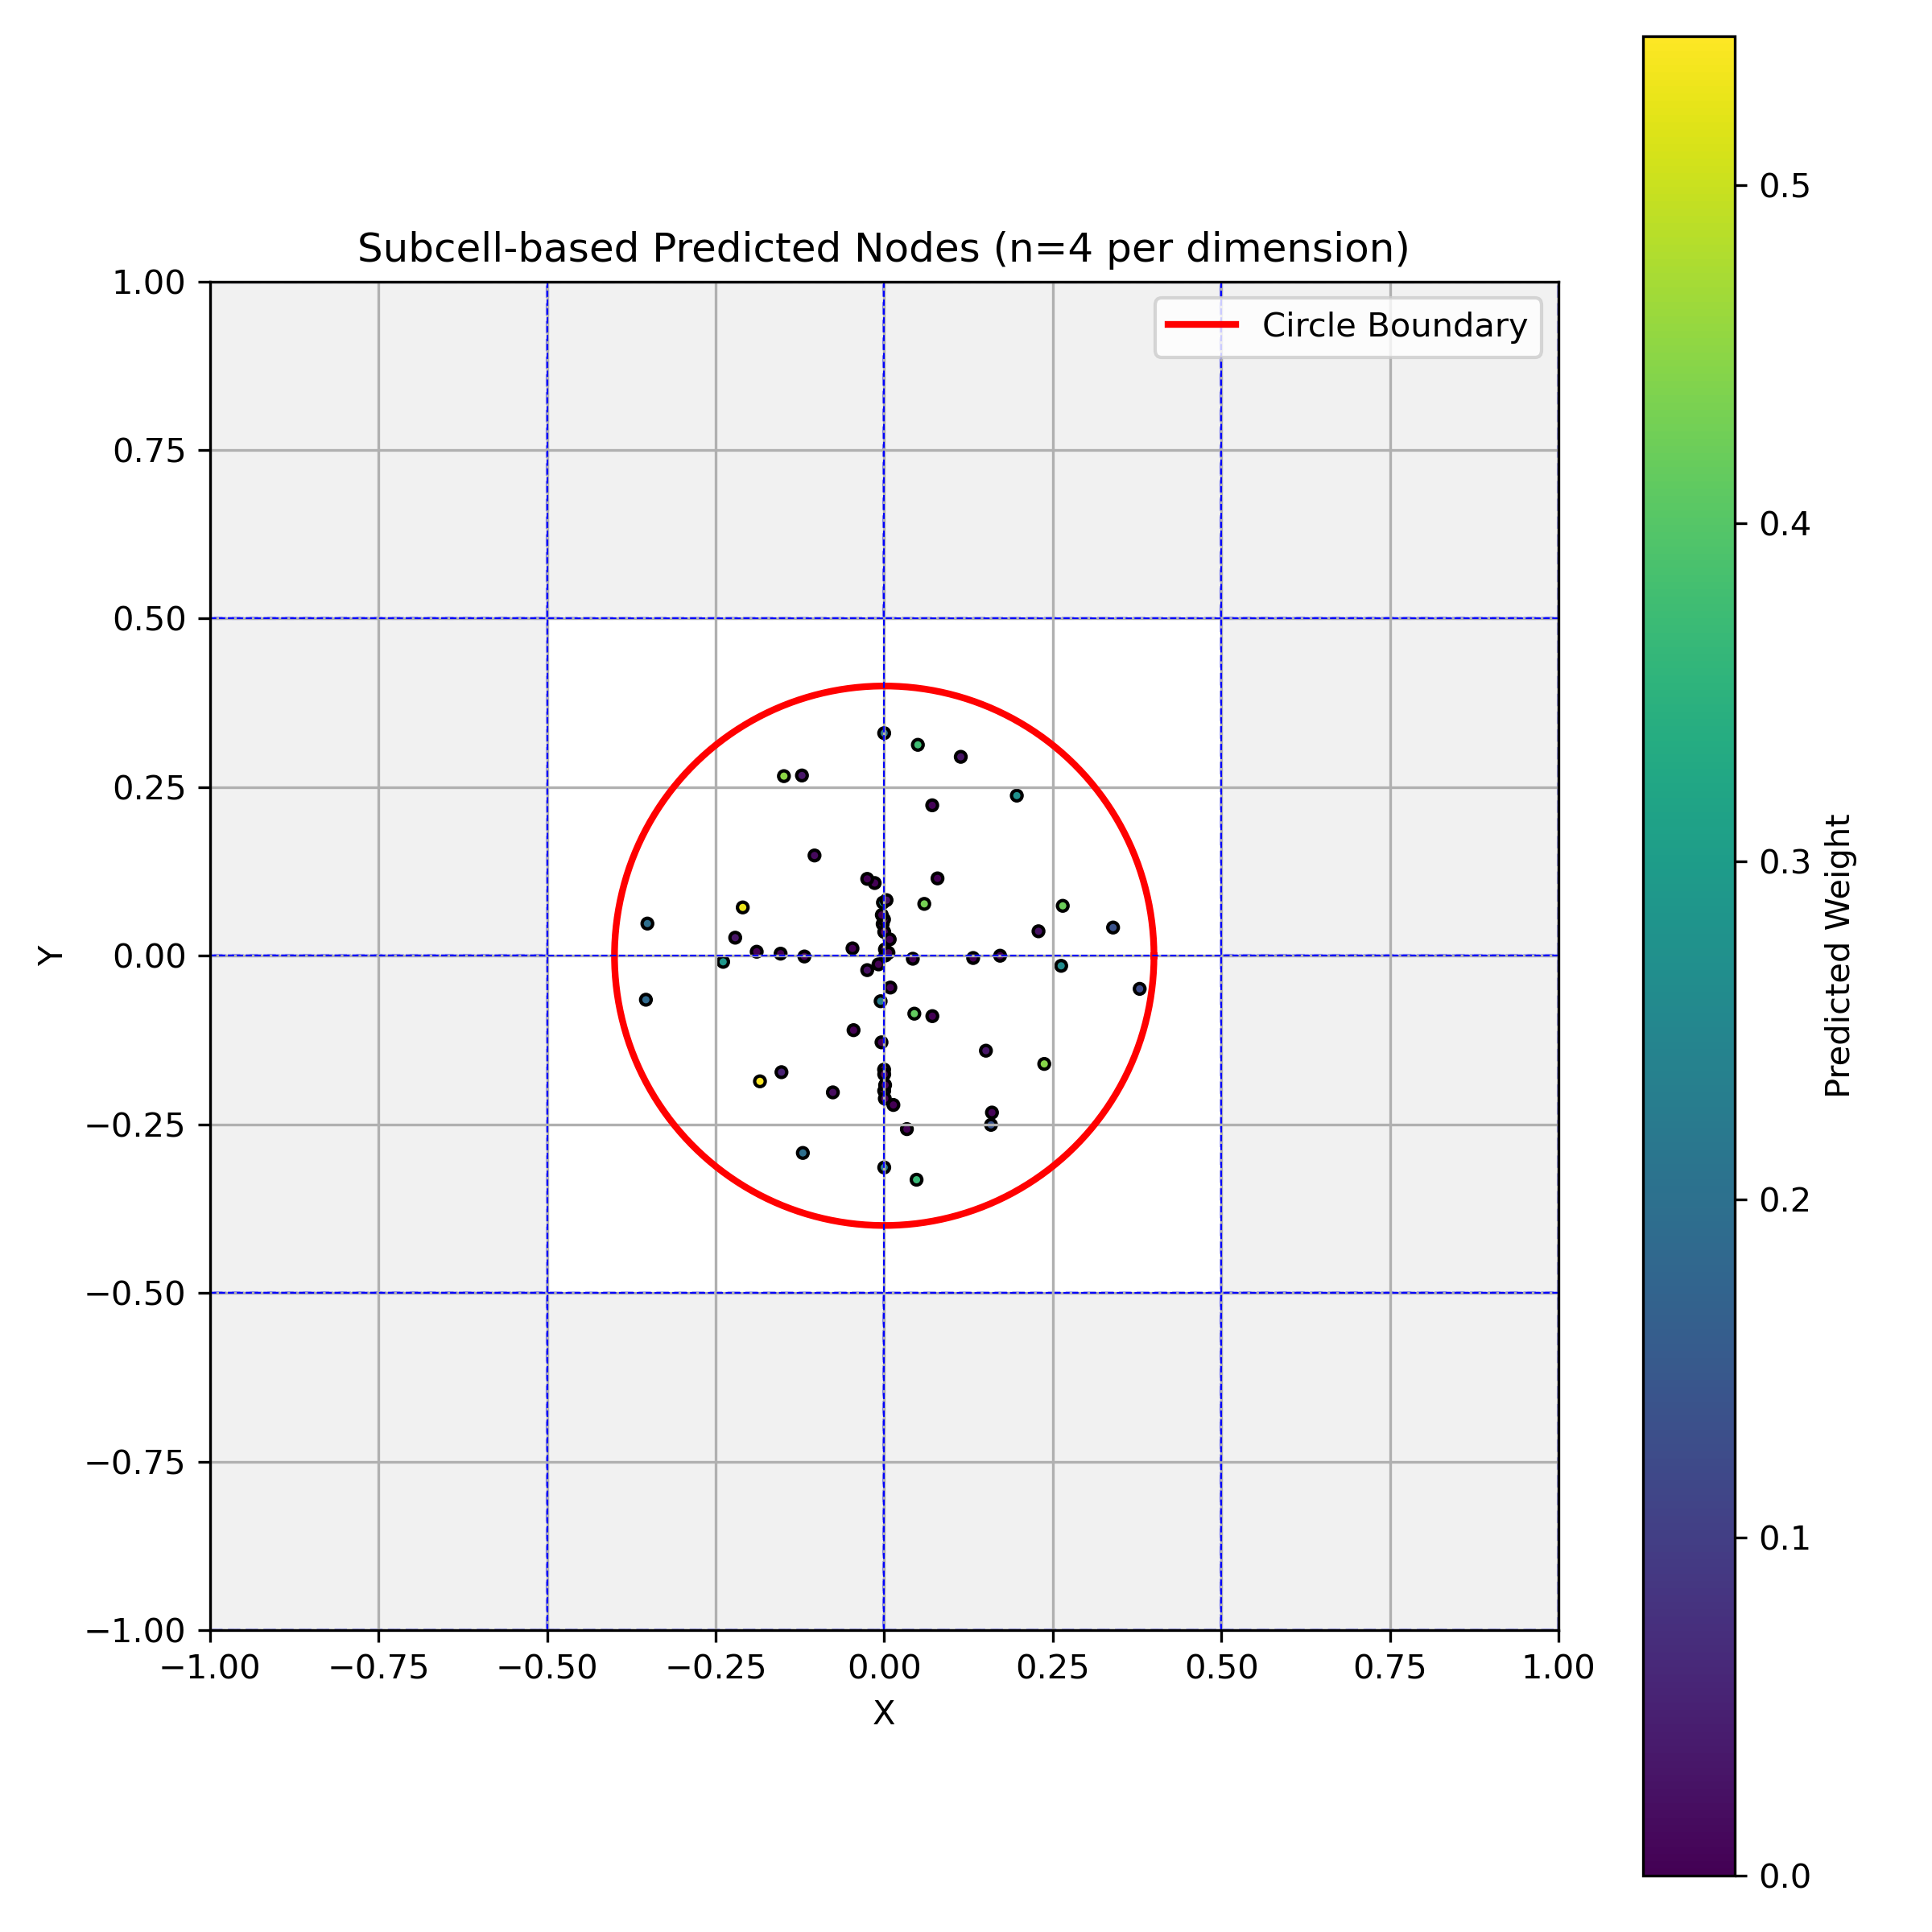 Subcell-based Predicted Nodes (n=4 per dimension)
Circle Boundary
1.00
0.75
0.50
0.25
0.00
−0.25
−0.50
−0.75
−1.00
Y
−1.00 −0.75 −0.50 −0.25 0.00 0.25 0.50 0.75 1.00
X
0.5
0.4
0.3
0.2
0.1
0.0
Predicted Weight